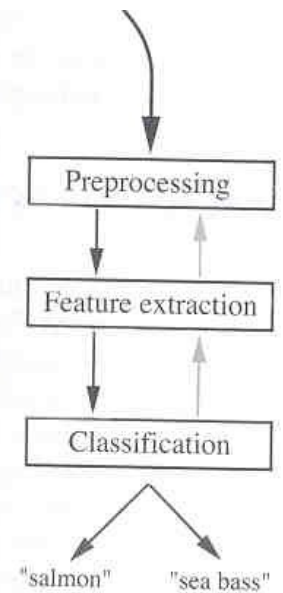 Preprocessing
Feature extraction
Classification
"salmon"
"sea bass"